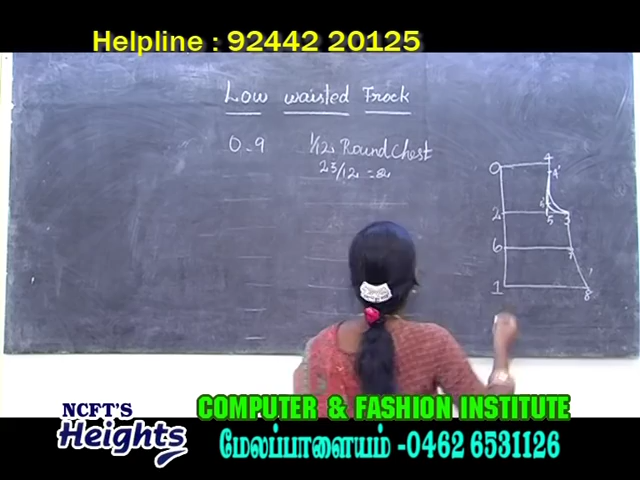 Helpline : 92442 20125
Low waisted Frock
0 - 9 1/12 Round Chest
23/12 = 2
0 4
4'
2 5 3
6 7
1 8
NCFT'S
Heights
COMPUTER & FASHION INSTITUTE
மேலப்பாளையம் -0462 6531126